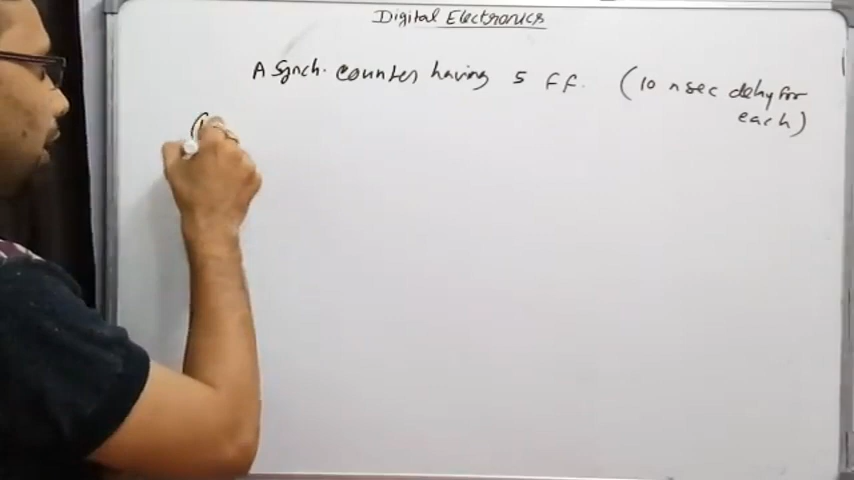 Digital Electronics
A Synch. counter having 5 ff. (10 nsec delay for
each)